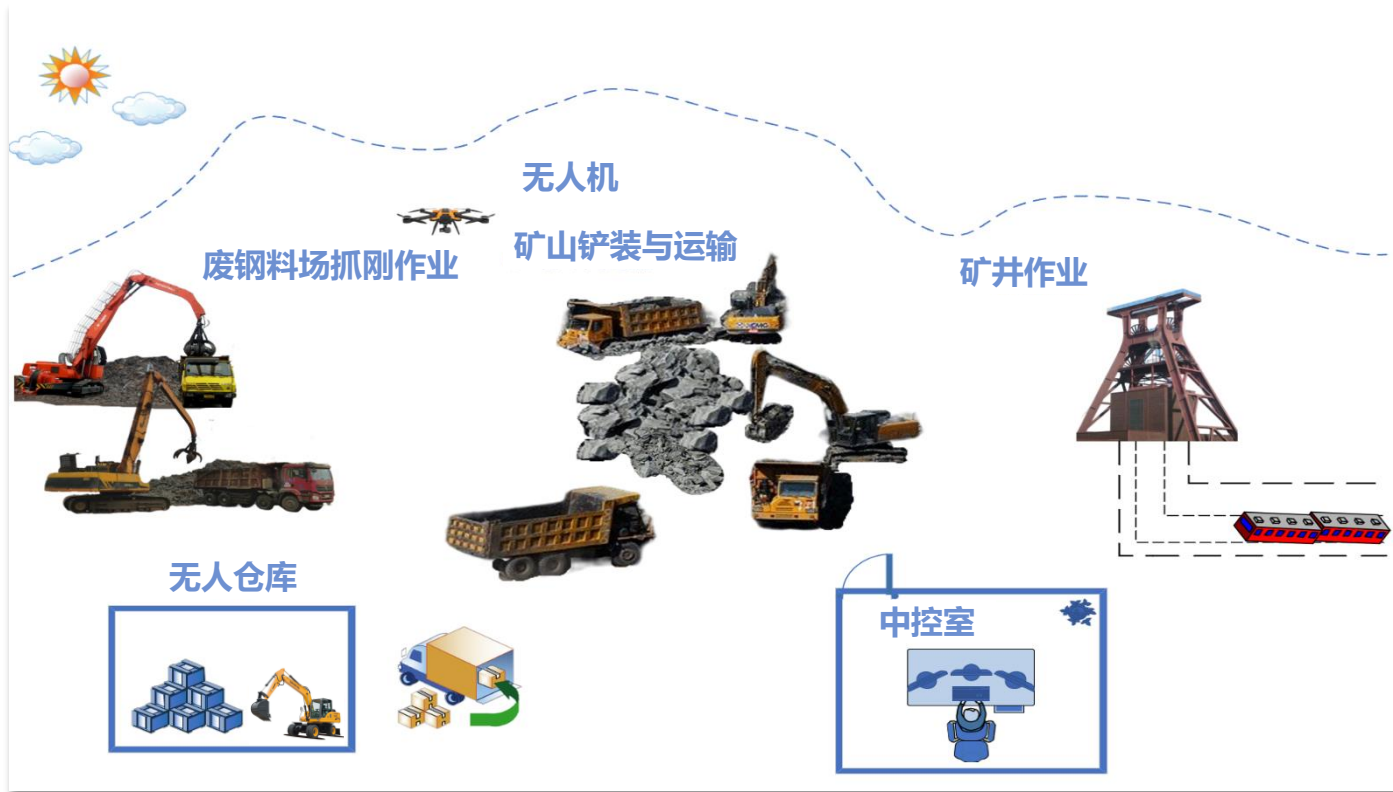 无人机
矿山铲装与运输
废钢料场抓刚作业
矿井作业
无人仓库
中控室